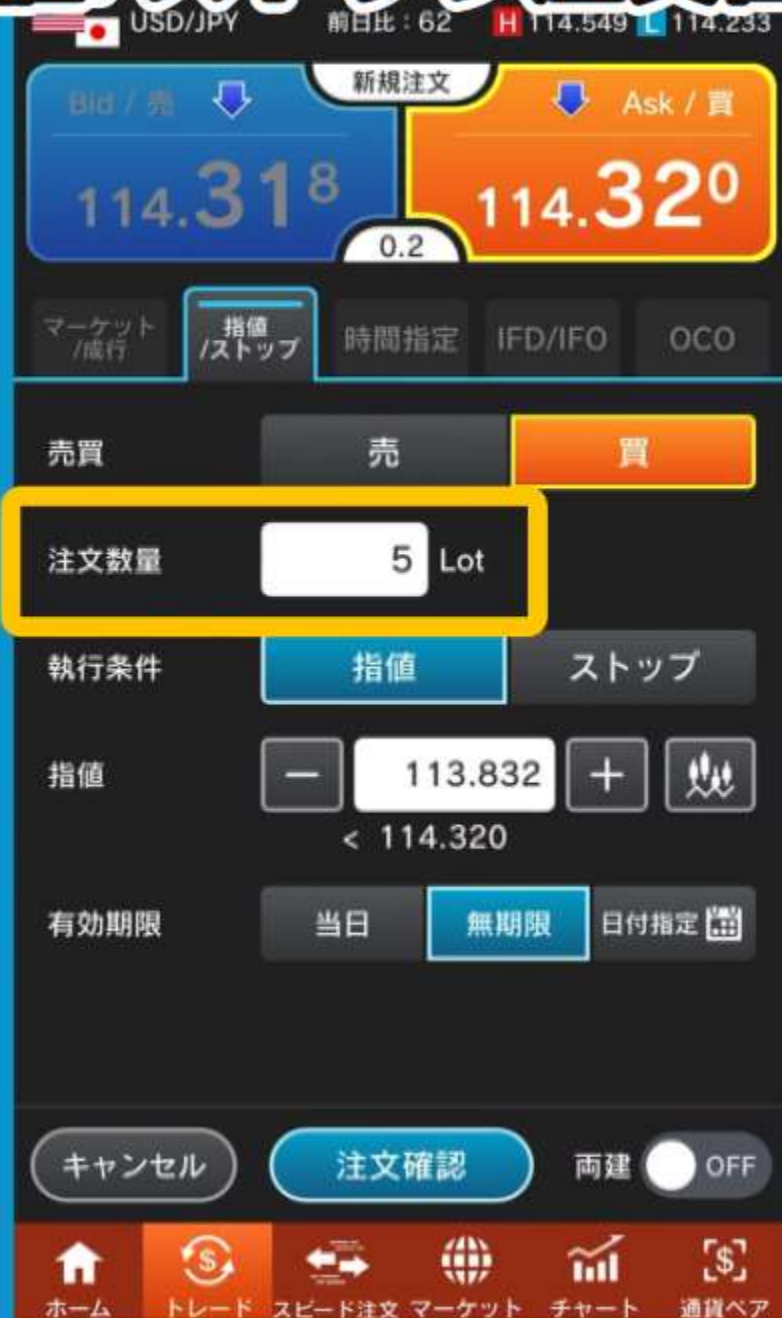 USD/JPY 前日比：62 H 114.549 L 114.233
Bid / 売 新規注文 Ask / 買
114.318 114.320
0.2
マーケット/成行 指値/ストップ 時間指定 IFD/IFO OCO
売買 売 買
注文数量 5 Lot
執行条件 指値 ストップ
指値 － 113.832 ＋
< 114.320
有効期限 当日 無期限 日付指定
キャンセル 注文確認 両建 OFF
ホーム トレード スピード注文 マーケット チャート 通貨ペア